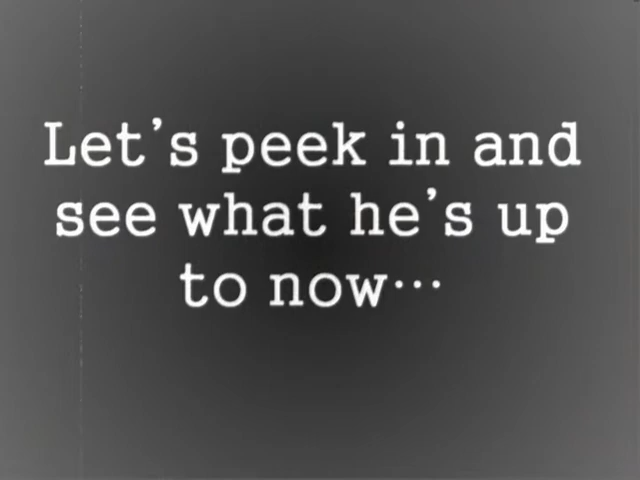 Let’s peek in and
see what he’s up
to now⋯